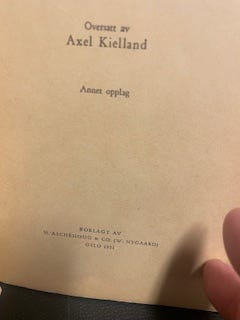 Oversatt av
Axel Kielland
Annet opplag
FORLAGT AV
H. ASCHEHOUG & CO. (W. NYGAARD)
OSLO